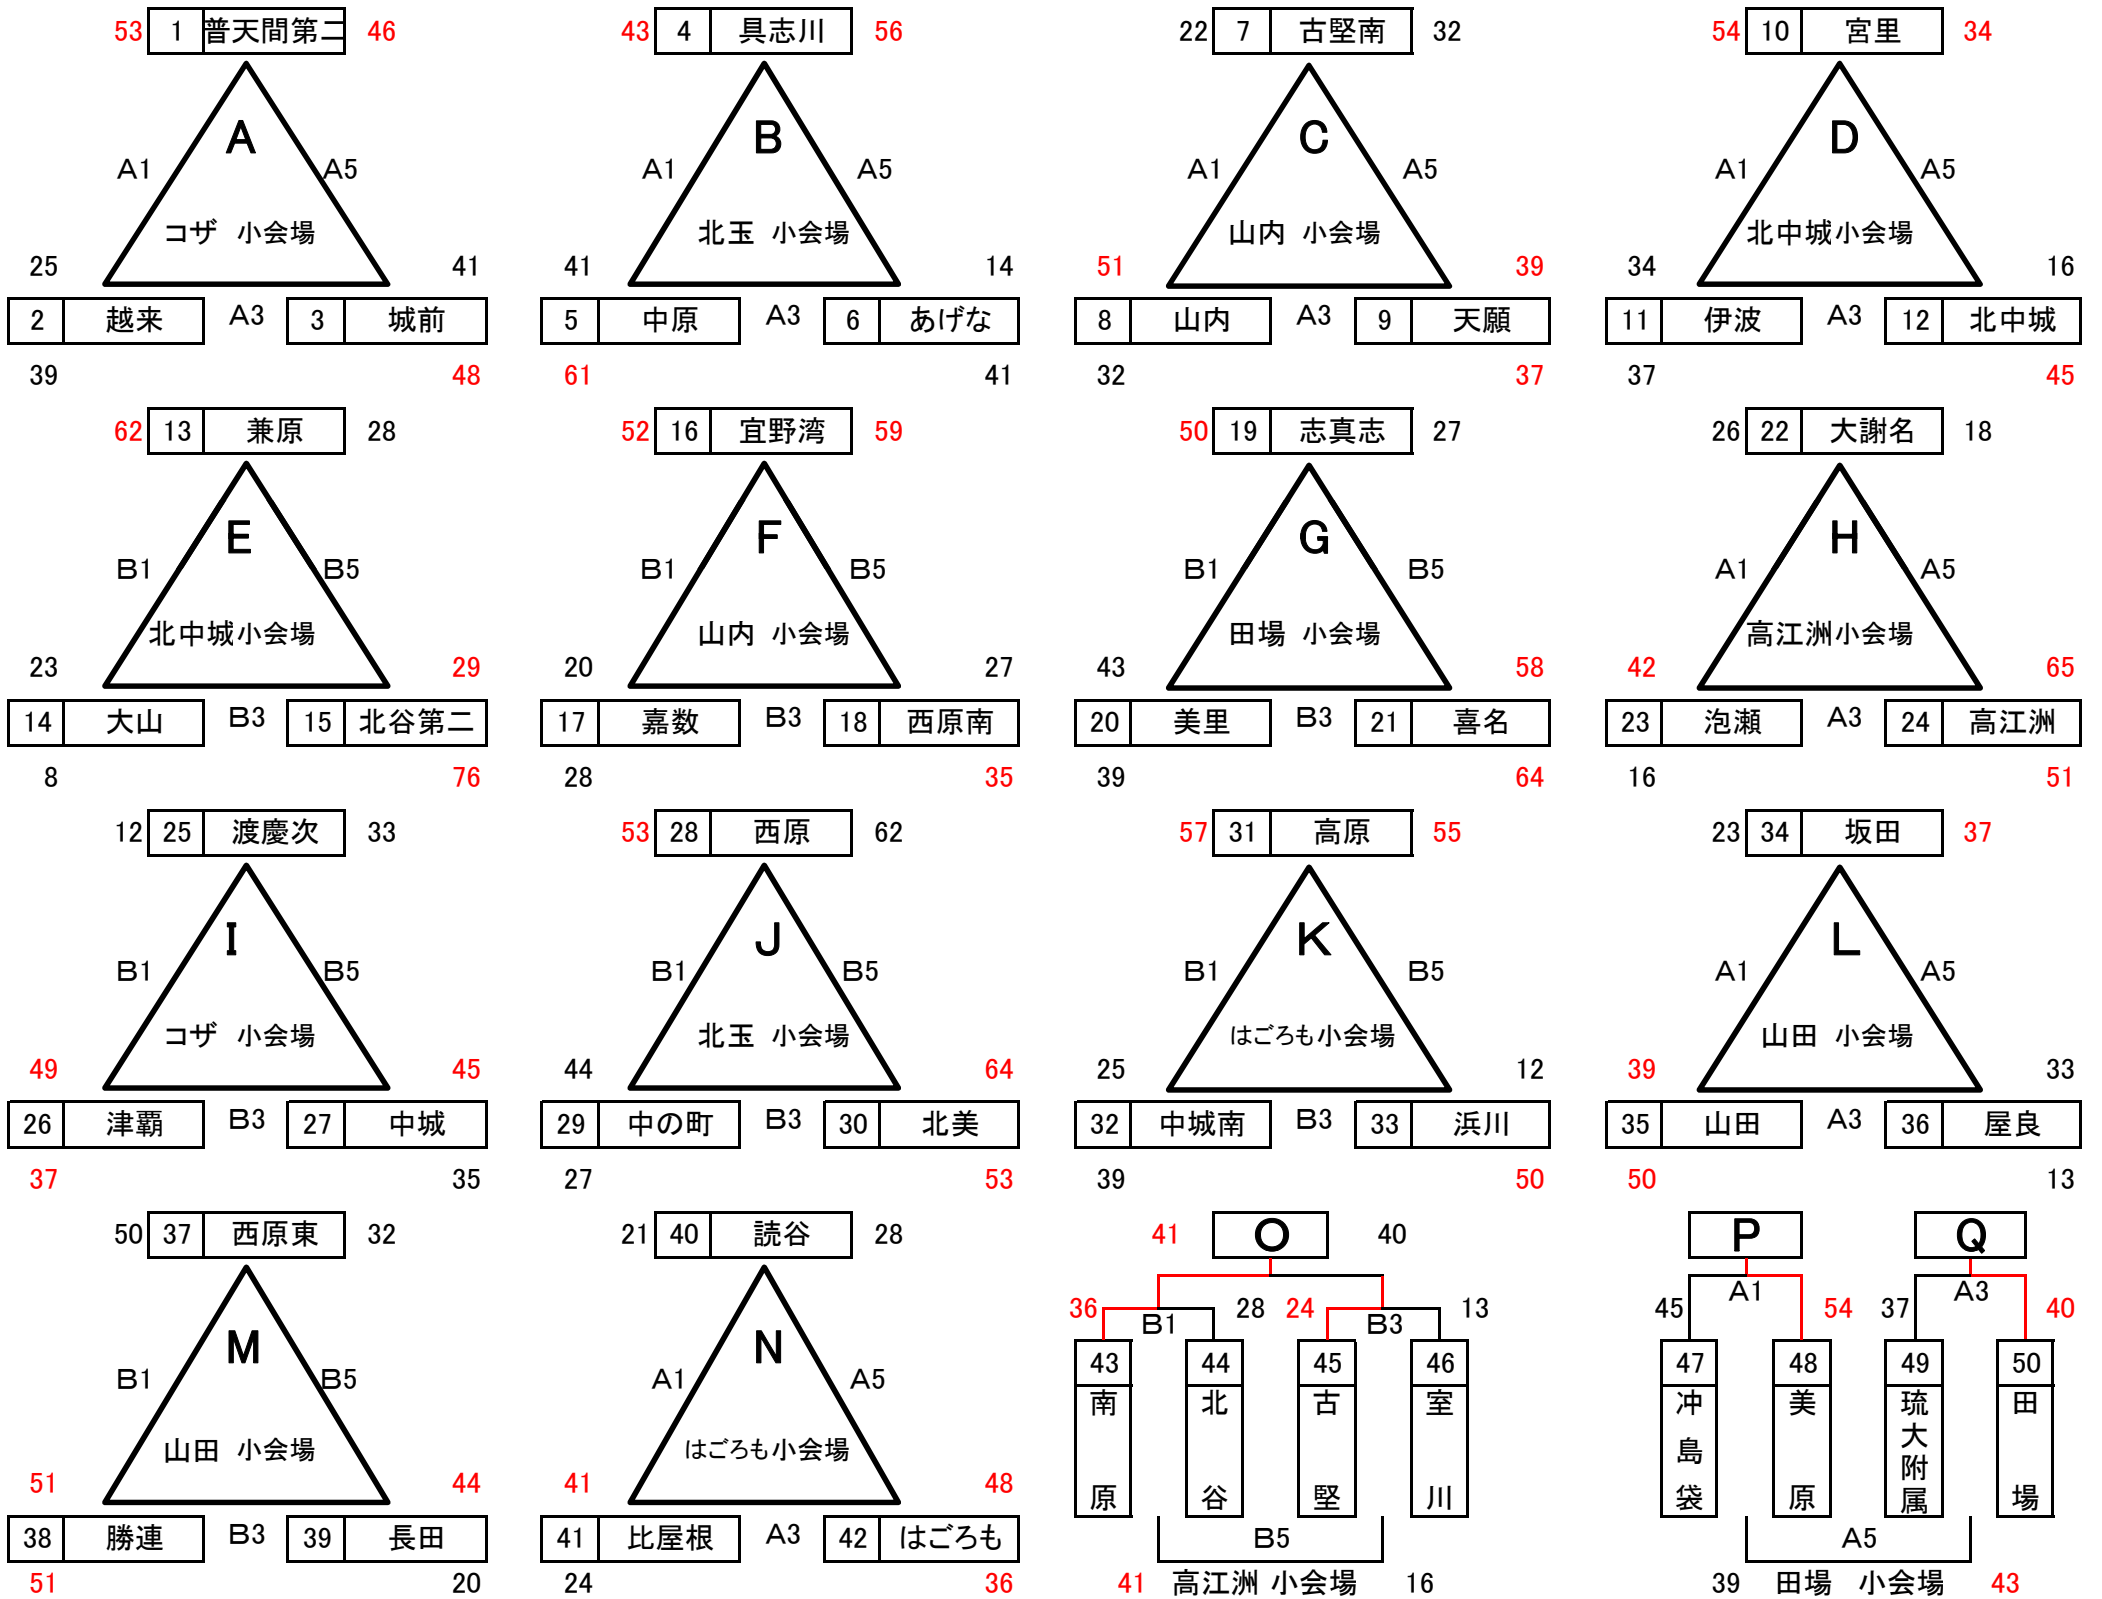 53 1 普天間第二 46 43 4 具志川 56 22 7 古堅南 32 54 10 宮里 34
A B C D
A1 A5 A1 A5 A1 A5 A1 A5
コザ 小会場 北玉 小会場 山内 小会場 北中城小会場
25 41 41 14 51 39 34 16
2 越来 A3 3 城前 5 中原 A3 6 あげな 8 山内 A3 9 天願 11 伊波 A3 12 北中城
39 48 61 41 32 37 37 45
62 13 兼原 28 52 16 宜野湾 59 50 19 志真志 27 26 22 大謝名 18
E F G H
B1 B5 B1 B5 B1 B5 A1 A5
北中城小会場 山内 小会場 田場 小会場 高江洲小会場
23 29 20 27 43 58 42 65
14 大山 B3 15 北谷第二 17 嘉数 B3 18 西原南 20 美里 B3 21 喜名 23 泡瀬 A3 24 高江洲
8 76 28 35 39 64 16 51
12 25 渡慶次 33 53 28 西原 62 57 31 高原 55 23 34 坂田 37
I J K L
B1 B5 B1 B5 B1 B5 A1 A5
コザ 小会場 北玉 小会場 はごろも小会場 山田 小会場
49 45 44 64 25 12 39 33
26 津覇 B3 27 中城 29 中の町 B3 30 北美 32 中城南 B3 33 浜川 35 山田 A3 36 屋良
37 35 27 53 39 50 50 13
50 37 西原東 32 21 40 読谷 28 41 O 40 P Q
M N
B1 B5 A1 A5
山田 小会場 はごろも小会場
51 44 41 48
38 勝連 B3 39 長田 41 比屋根 A3 42 はごろも
51 20 24 36
36 B1 28 24 B3 13 45 A1 54 37 A3 40
43 44 45 46 47 48 49 50
南原 北谷 古堅 室川 沖島袋 美原 琉大附属 田場
B5 A5
41 高江洲 小会場 16 39 田場 小会場 43